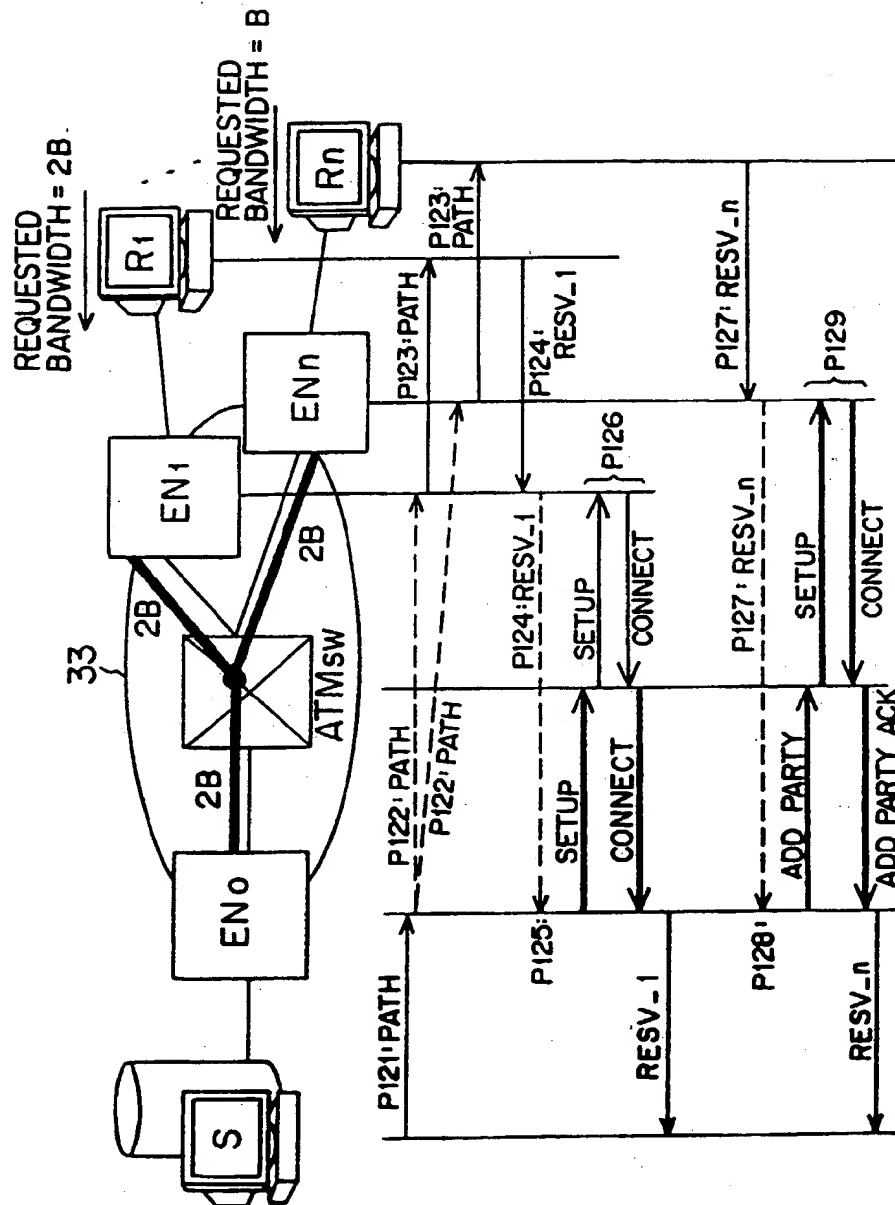 REQUESTED
BANDWIDTH = 2B
REQUESTED
BANDWIDTH = B
S
EN0
33
2B
2B
2B
ATMsw
EN1
ENn
R1
Rn
P121:PATH
P122:PATH
P122:PATH
P123:PATH
P123:
PATH
P124:
RESV_1
P124:RESV_1
P125:
SETUP
SETUP
P126
CONNECT
CONNECT
RESV_1
P127:RESV_n
P127:RESV_n
P128:
ADD PARTY
SETUP
P129
ADD PARTY ACK
CONNECT
RESV_n